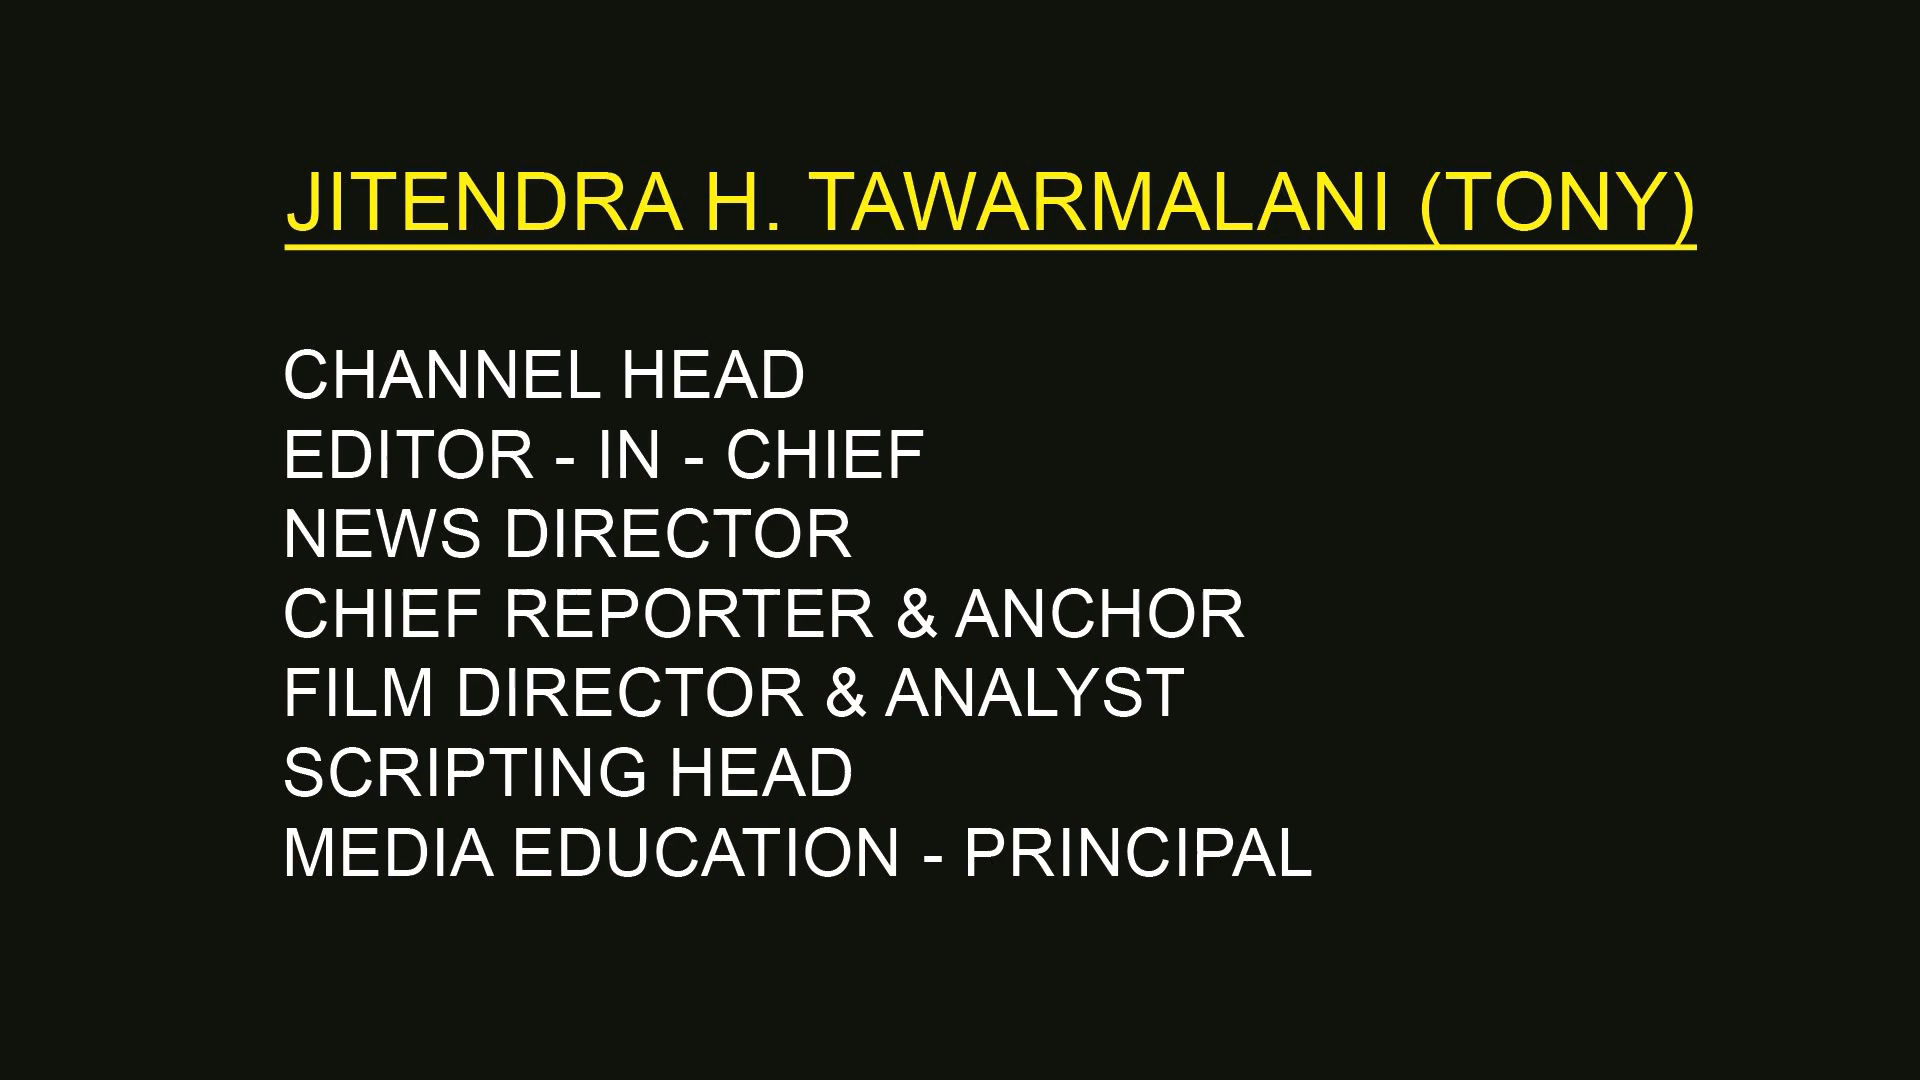 JITENDRA H. TAWARMALANI (TONY)
CHANNEL HEAD
EDITOR - IN - CHIEF
NEWS DIRECTOR
CHIEF REPORTER & ANCHOR
FILM DIRECTOR & ANALYST
SCRIPTING HEAD
MEDIA EDUCATION - PRINCIPAL